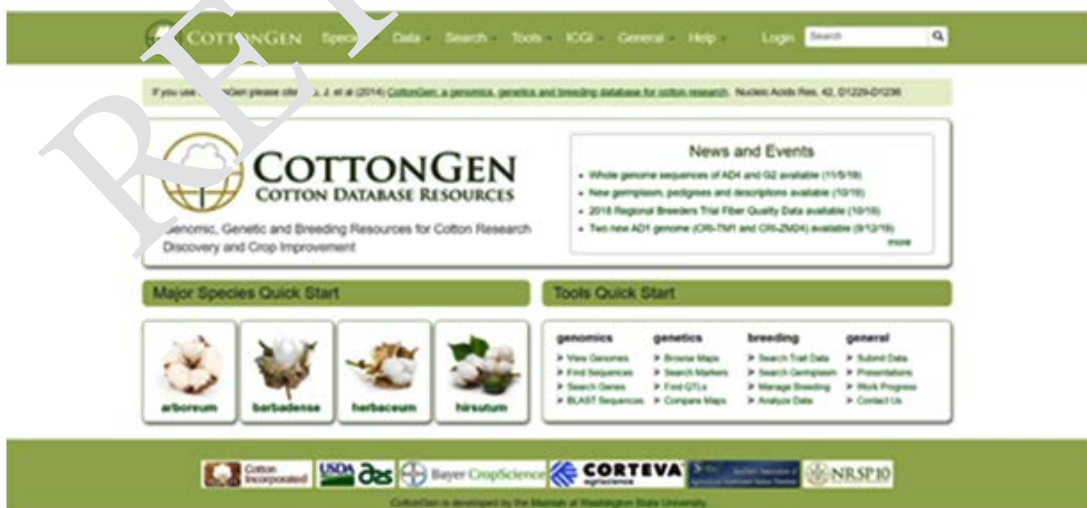 COTTONGEN Species Data Search Tools ICGI General Help Login Search
If you use CottonGen please cite J. et al (2014) CottonGen: a genomics, genetics and breeding database for cotton research. Nucleic Acids Res. 42, D1229-D1236
RET
COTTONGEN
COTTON DATABASE RESOURCES
Genomic, Genetic and Breeding Resources for Cotton Research
Discovery and Crop Improvement
News and Events
Whole genome sequences of AD4 and G2 available (11/5/19)
New germplasm, pedigrees and descriptions available (10/19)
2018 Regional Breeders Trial Fiber Quality Data available (10/19)
Two new AD1 genome (CRI-TM1 and CRI-ZM24) available (9/12/19)
more
Major Species Quick Start
arboreum barbadense herbaceum hirsutum
Tools Quick Start
genomics genetics breeding general
View Genomes Browse Maps Search Trait Data Submit Data
Find Sequences Search Markers Search Germplasm Presentations
Search Genes Find QTLs Manage Breeding Work Progress
BLAST Sequences Compare Maps Analyze Data Contact Us
Cotton Incorporated USDA ars Bayer CropScience CORTEVA agriscience NRSP10
CottonGen is developed by the Mainlab at Washington State University